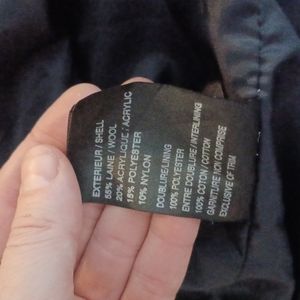 EXTERIEUR / SHELL
55% LAINE / WOOL
20% ACRYLIQUE / ACRYLIC
15% POLYESTER
10% NYLON
DOUBLURE/LINING
100% POLYESTER
ENTRE DOUBLURE / INTERLINING
100% COTON / COTTON
GARNITURE NON COMPRISE
EXCLUSIVE OF TRIM